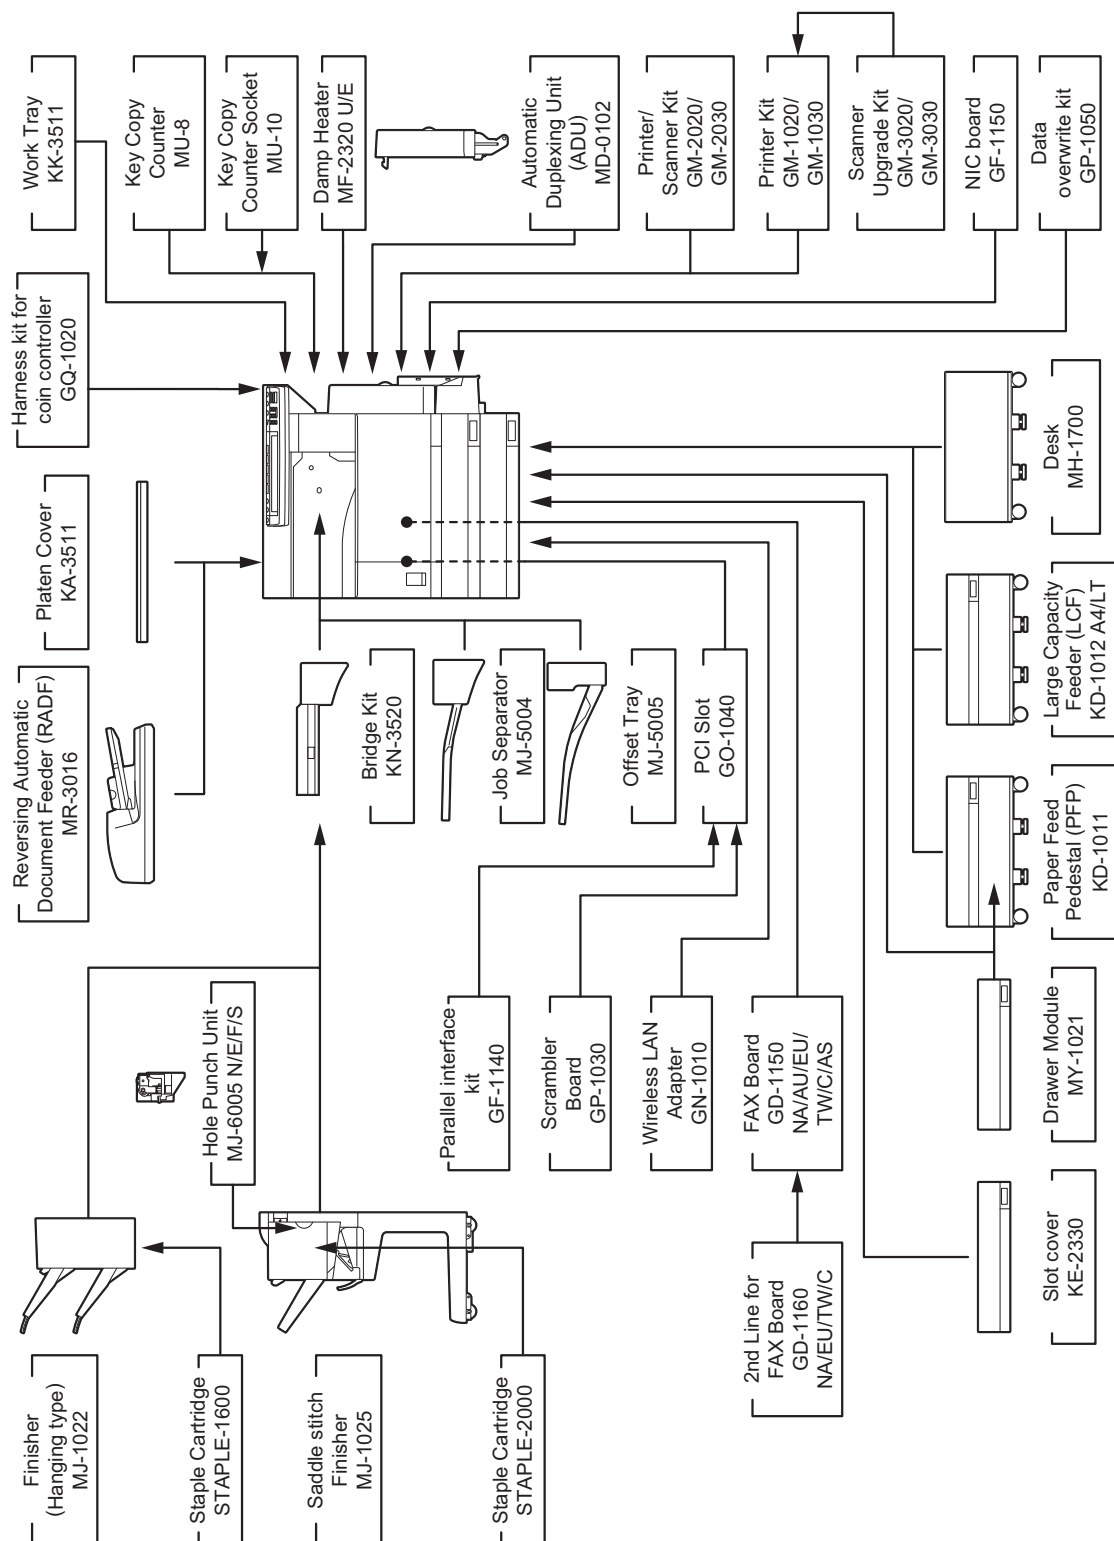 Finisher
(Hanging type)
MJ-1022
Staple Cartridge
STAPLE-1600
Saddle stitch
Finisher
MJ-1025
Staple Cartridge
STAPLE-2000
Hole Punch Unit
MJ-6005 N/E/F/S
Reversing Automatic
Document Feeder (RADF)
MR-3016
Platen Cover
KA-3511
Harness kit for
coin controller
GQ-1020
Work Tray
KK-3511
Key Copy
Counter
MU-8
Key Copy
Counter Socket
MU-10
Damp Heater
MF-2320 U/E
Automatic
Duplexing Unit
(ADU)
MD-0102
Printer/
Scanner Kit
GM-2020/
GM-2030
Printer Kit
GM-1020/
GM-1030
Scanner
Upgrade Kit
GM-3020/
GM-3030
NIC board
GF-1150
Data
overwrite kit
GP-1050
Bridge Kit
KN-3520
Job Separator
MJ-5004
Offset Tray
MJ-5005
PCI Slot
GO-1040
Parallel interface
kit
GF-1140
Scrambler
Board
GP-1030
Wireless LAN
Adapter
GN-1010
FAX Board
GD-1150
NA/AU/EU/
TW/C/AS
2nd Line for
FAX Board
GD-1160
NA/EU/TW/C
Slot cover
KE-2330
Drawer Module
MY-1021
Paper Feed
Pedestal (PFP)
KD-1011
Large Capacity
Feeder (LCF)
KD-1012 A4/LT
Desk
MH-1700